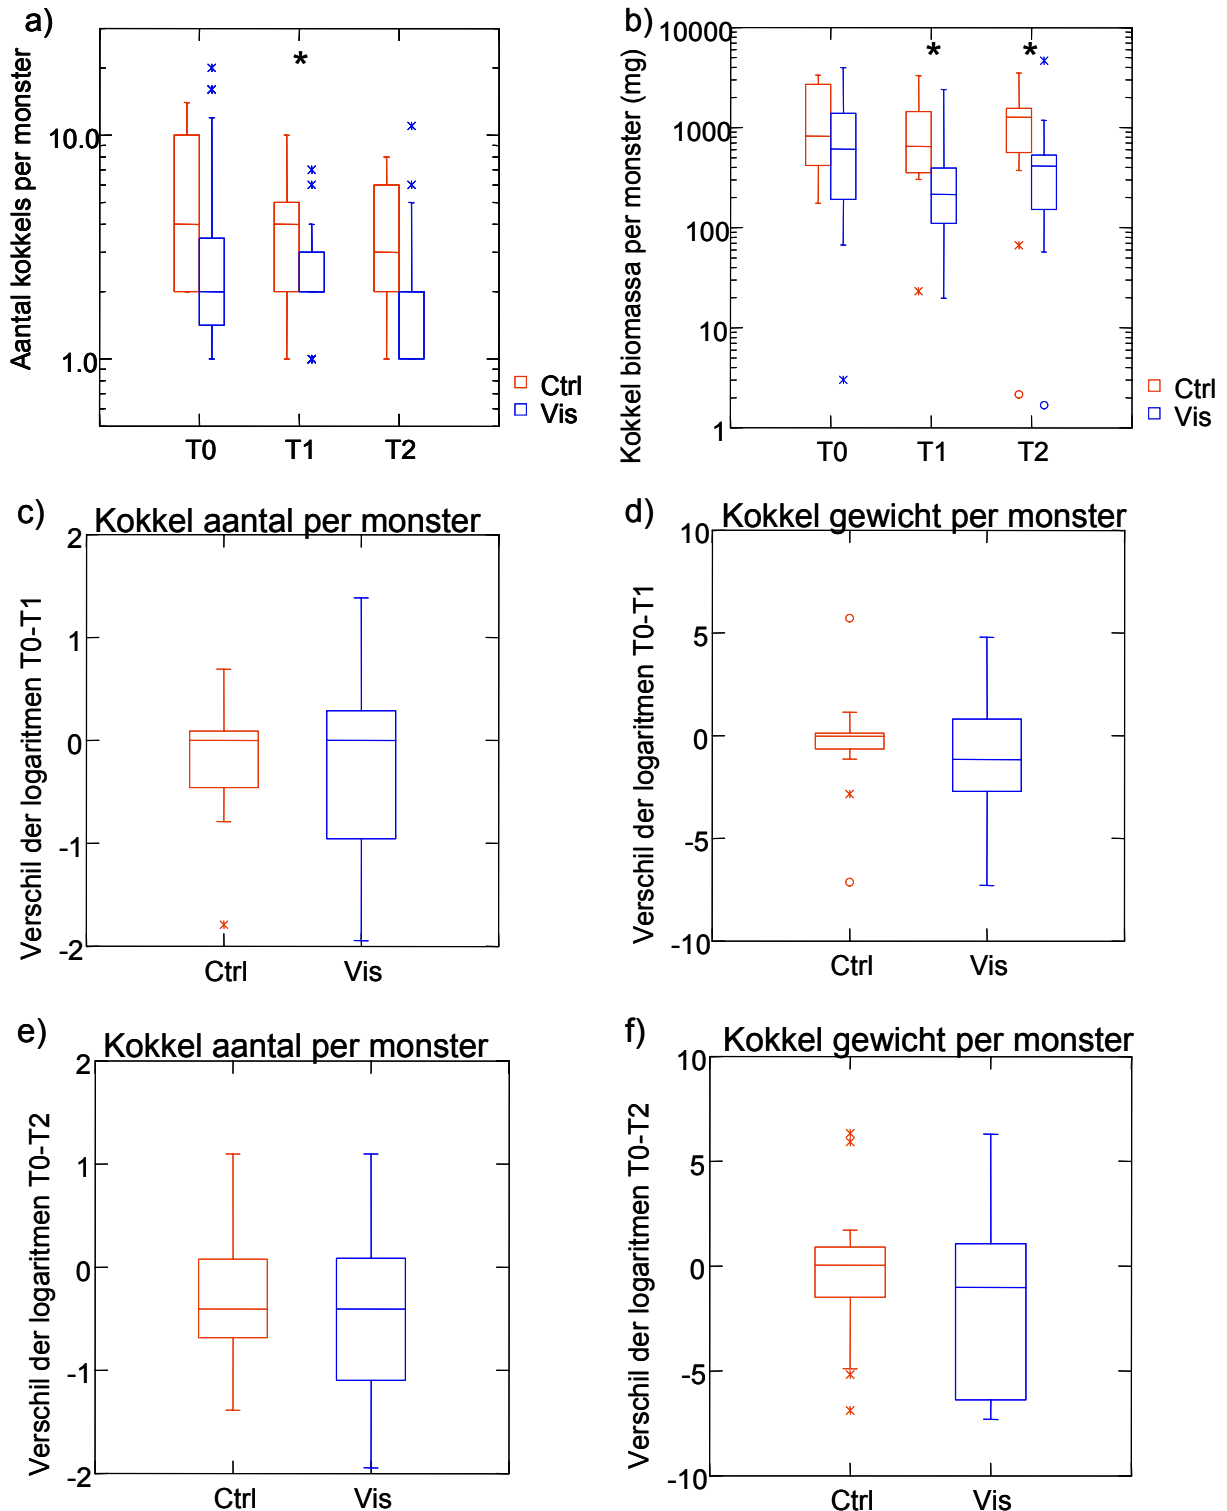 a)
Aantal kokkels per monster
10.0
1.0
*
T0 T1 T2
Ctrl
Vis
b)
Kokkel biomassa per monster (mg)
10000
1000
100
10
1
* *
T0 T1 T2
Ctrl
Vis
c)
Kokkel aantal per monster
Verschil der logaritmen T0-T1
2
1
0
-1
-2
Ctrl Vis
d)
Kokkel gewicht per monster
Verschil der logaritmen T0-T1
10
5
0
-5
-10
Ctrl Vis
e)
Kokkel aantal per monster
Verschil der logaritmen T0-T2
2
1
0
-1
-2
Ctrl Vis
f)
Kokkel gewicht per monster
Verschil der logaritmen T0-T2
10
5
0
-5
-10
Ctrl Vis